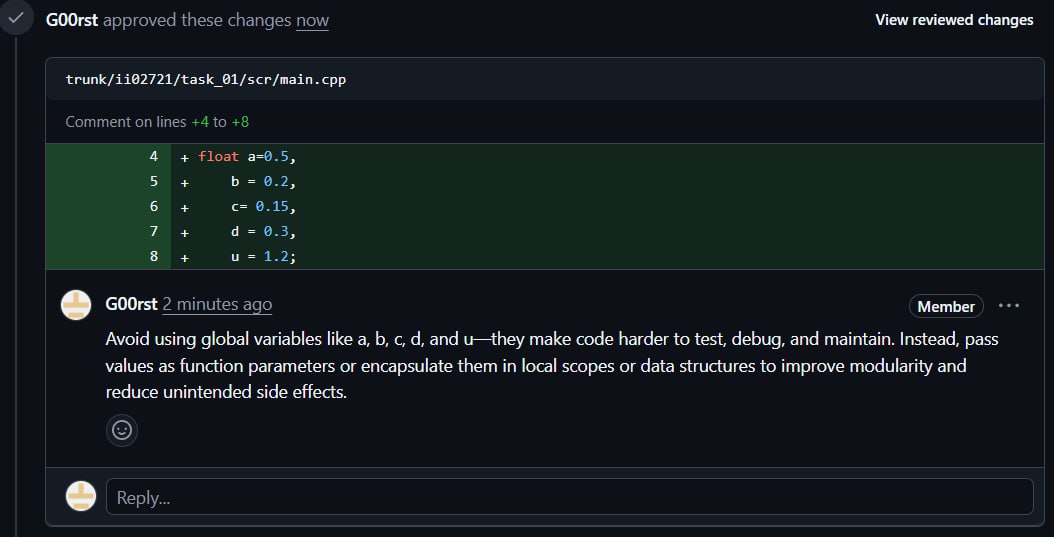 G00rst approved these changes now
View reviewed changes
trunk/ii02721/task_01/scr/main.cpp
Comment on lines +4 to +8
4 + float a=0.5,
5 +     b = 0.2,
6 +     c= 0.15,
7 +     d = 0.3,
8 +     u = 1.2;
G00rst 2 minutes ago
Member
Avoid using global variables like a, b, c, d, and u—they make code harder to test, debug, and maintain. Instead, pass
values as function parameters or encapsulate them in local scopes or data structures to improve modularity and
reduce unintended side effects.
Reply...